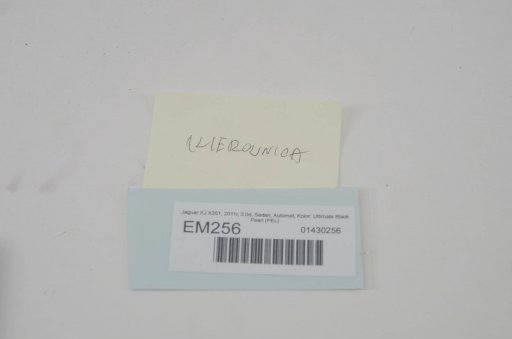 KIEROWNICA
Jaguar XJ X351, 2011r, 3.0d, Sedan, Automat, Kolor: Ultimate Black
Pearl (PEL)
EM256
01430256